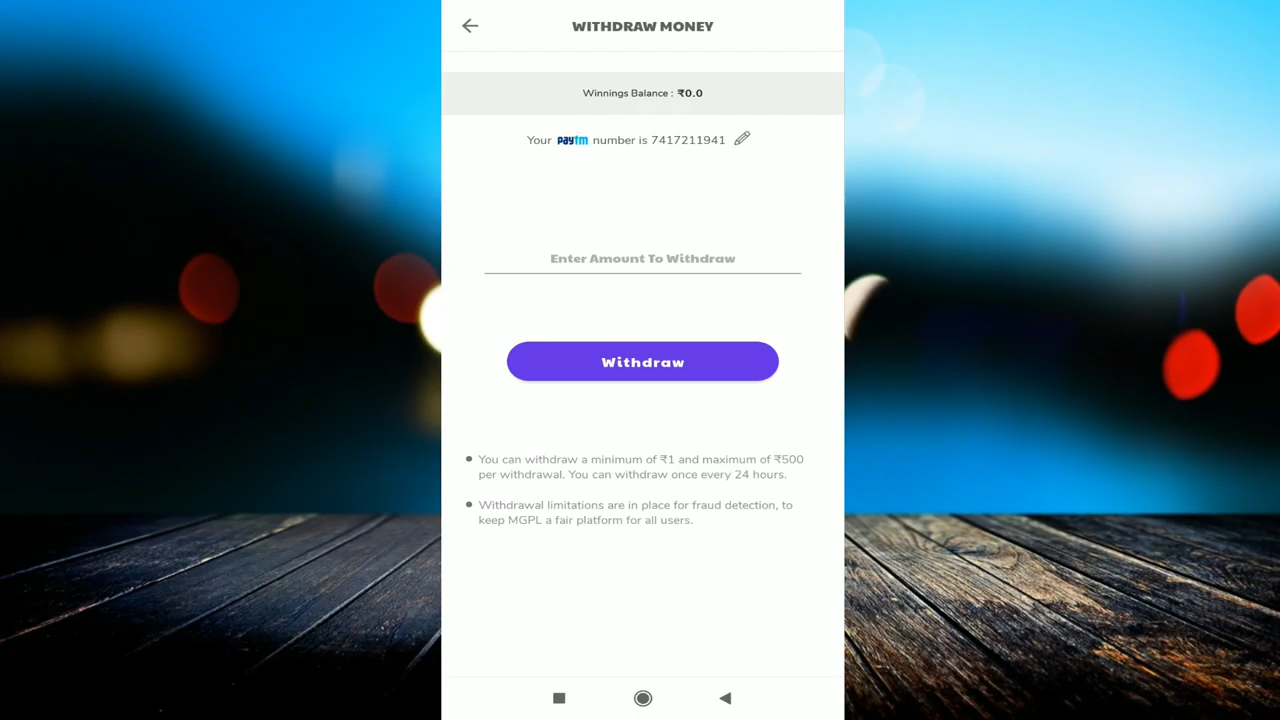 WITHDRAW MONEY
Winnings Balance : ₹0.0
Your paytm number is 7417211941
Enter Amount To Withdraw
Withdraw
You can withdraw a minimum of ₹1 and maximum of ₹500
per withdrawal. You can withdraw once every 24 hours.
Withdrawal limitations are in place for fraud detection, to
keep MGPL a fair platform for all users.